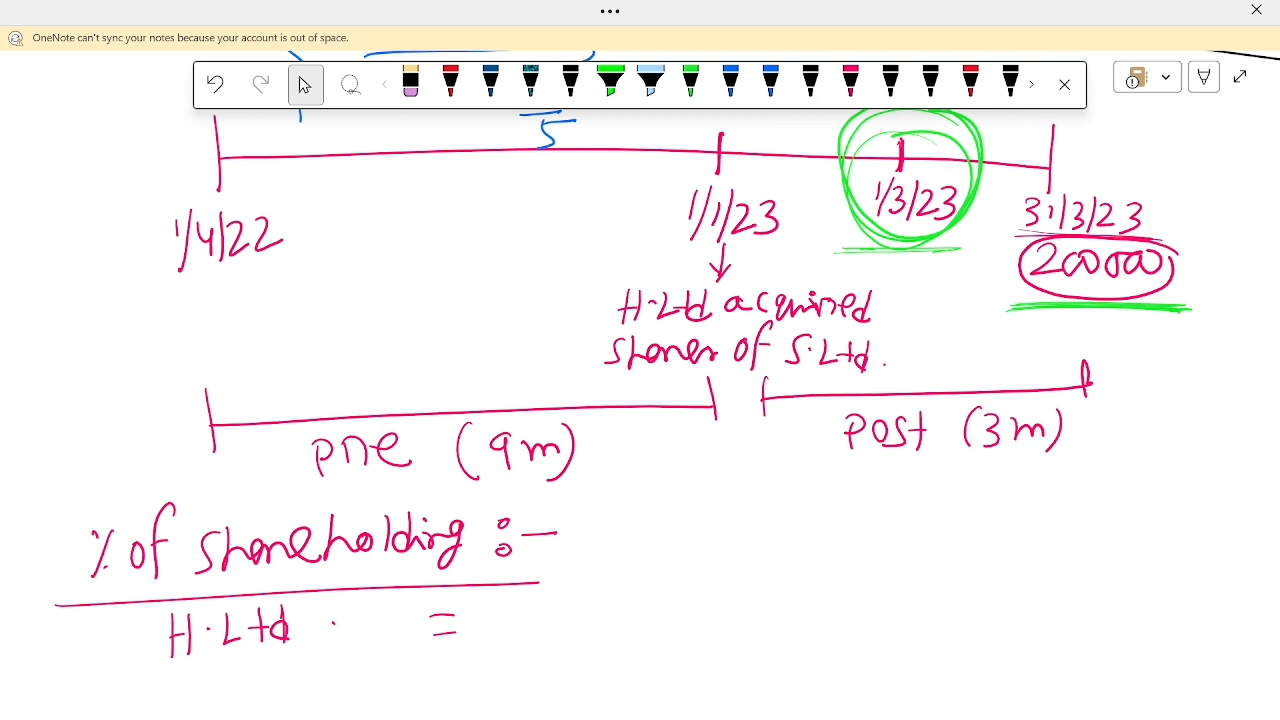 OneNote can't sync your notes because your account is out of space.
5
1/4/22
1/1/23
1/3/23
31/3/23
200000
H.Ltd acquired
shares of S.Ltd.
pre (9m)
post (3m)
% of shareholding :-
H.Ltd. =